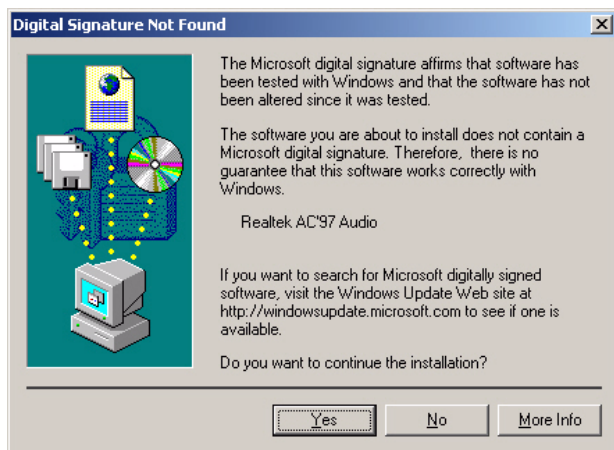 Digital Signature Not Found
The Microsoft digital signature affirms that software has
been tested with Windows and that the software has not
been altered since it was tested.
The software you are about to install does not contain a
Microsoft digital signature. Therefore, there is no
guarantee that this software works correctly with
Windows.
Realtek AC'97 Audio
If you want to search for Microsoft digitally signed
software, visit the Windows Update Web site at
http://windowsupdate.microsoft.com to see if one is
available.
Do you want to continue the installation?
Yes No More Info